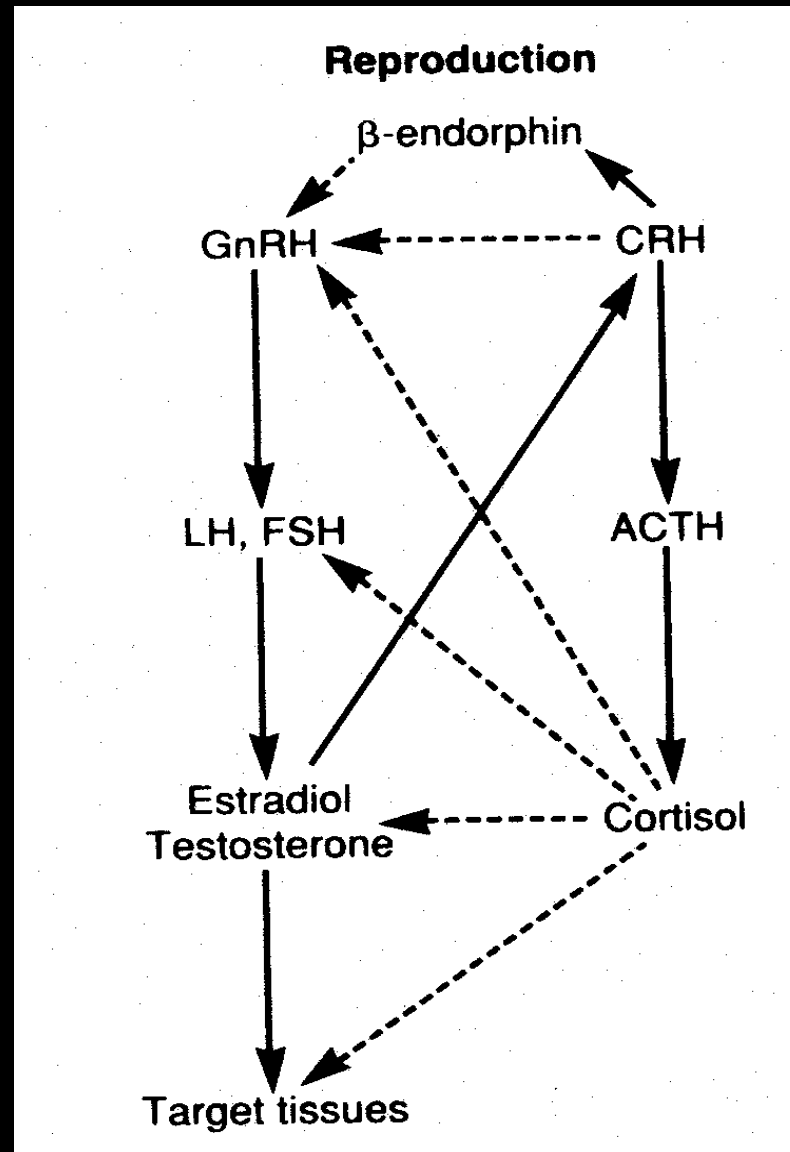 Reproduction
β-endorphin
GnRH
CRH
LH, FSH
ACTH
Estradiol
Testosterone
Cortisol
Target tissues